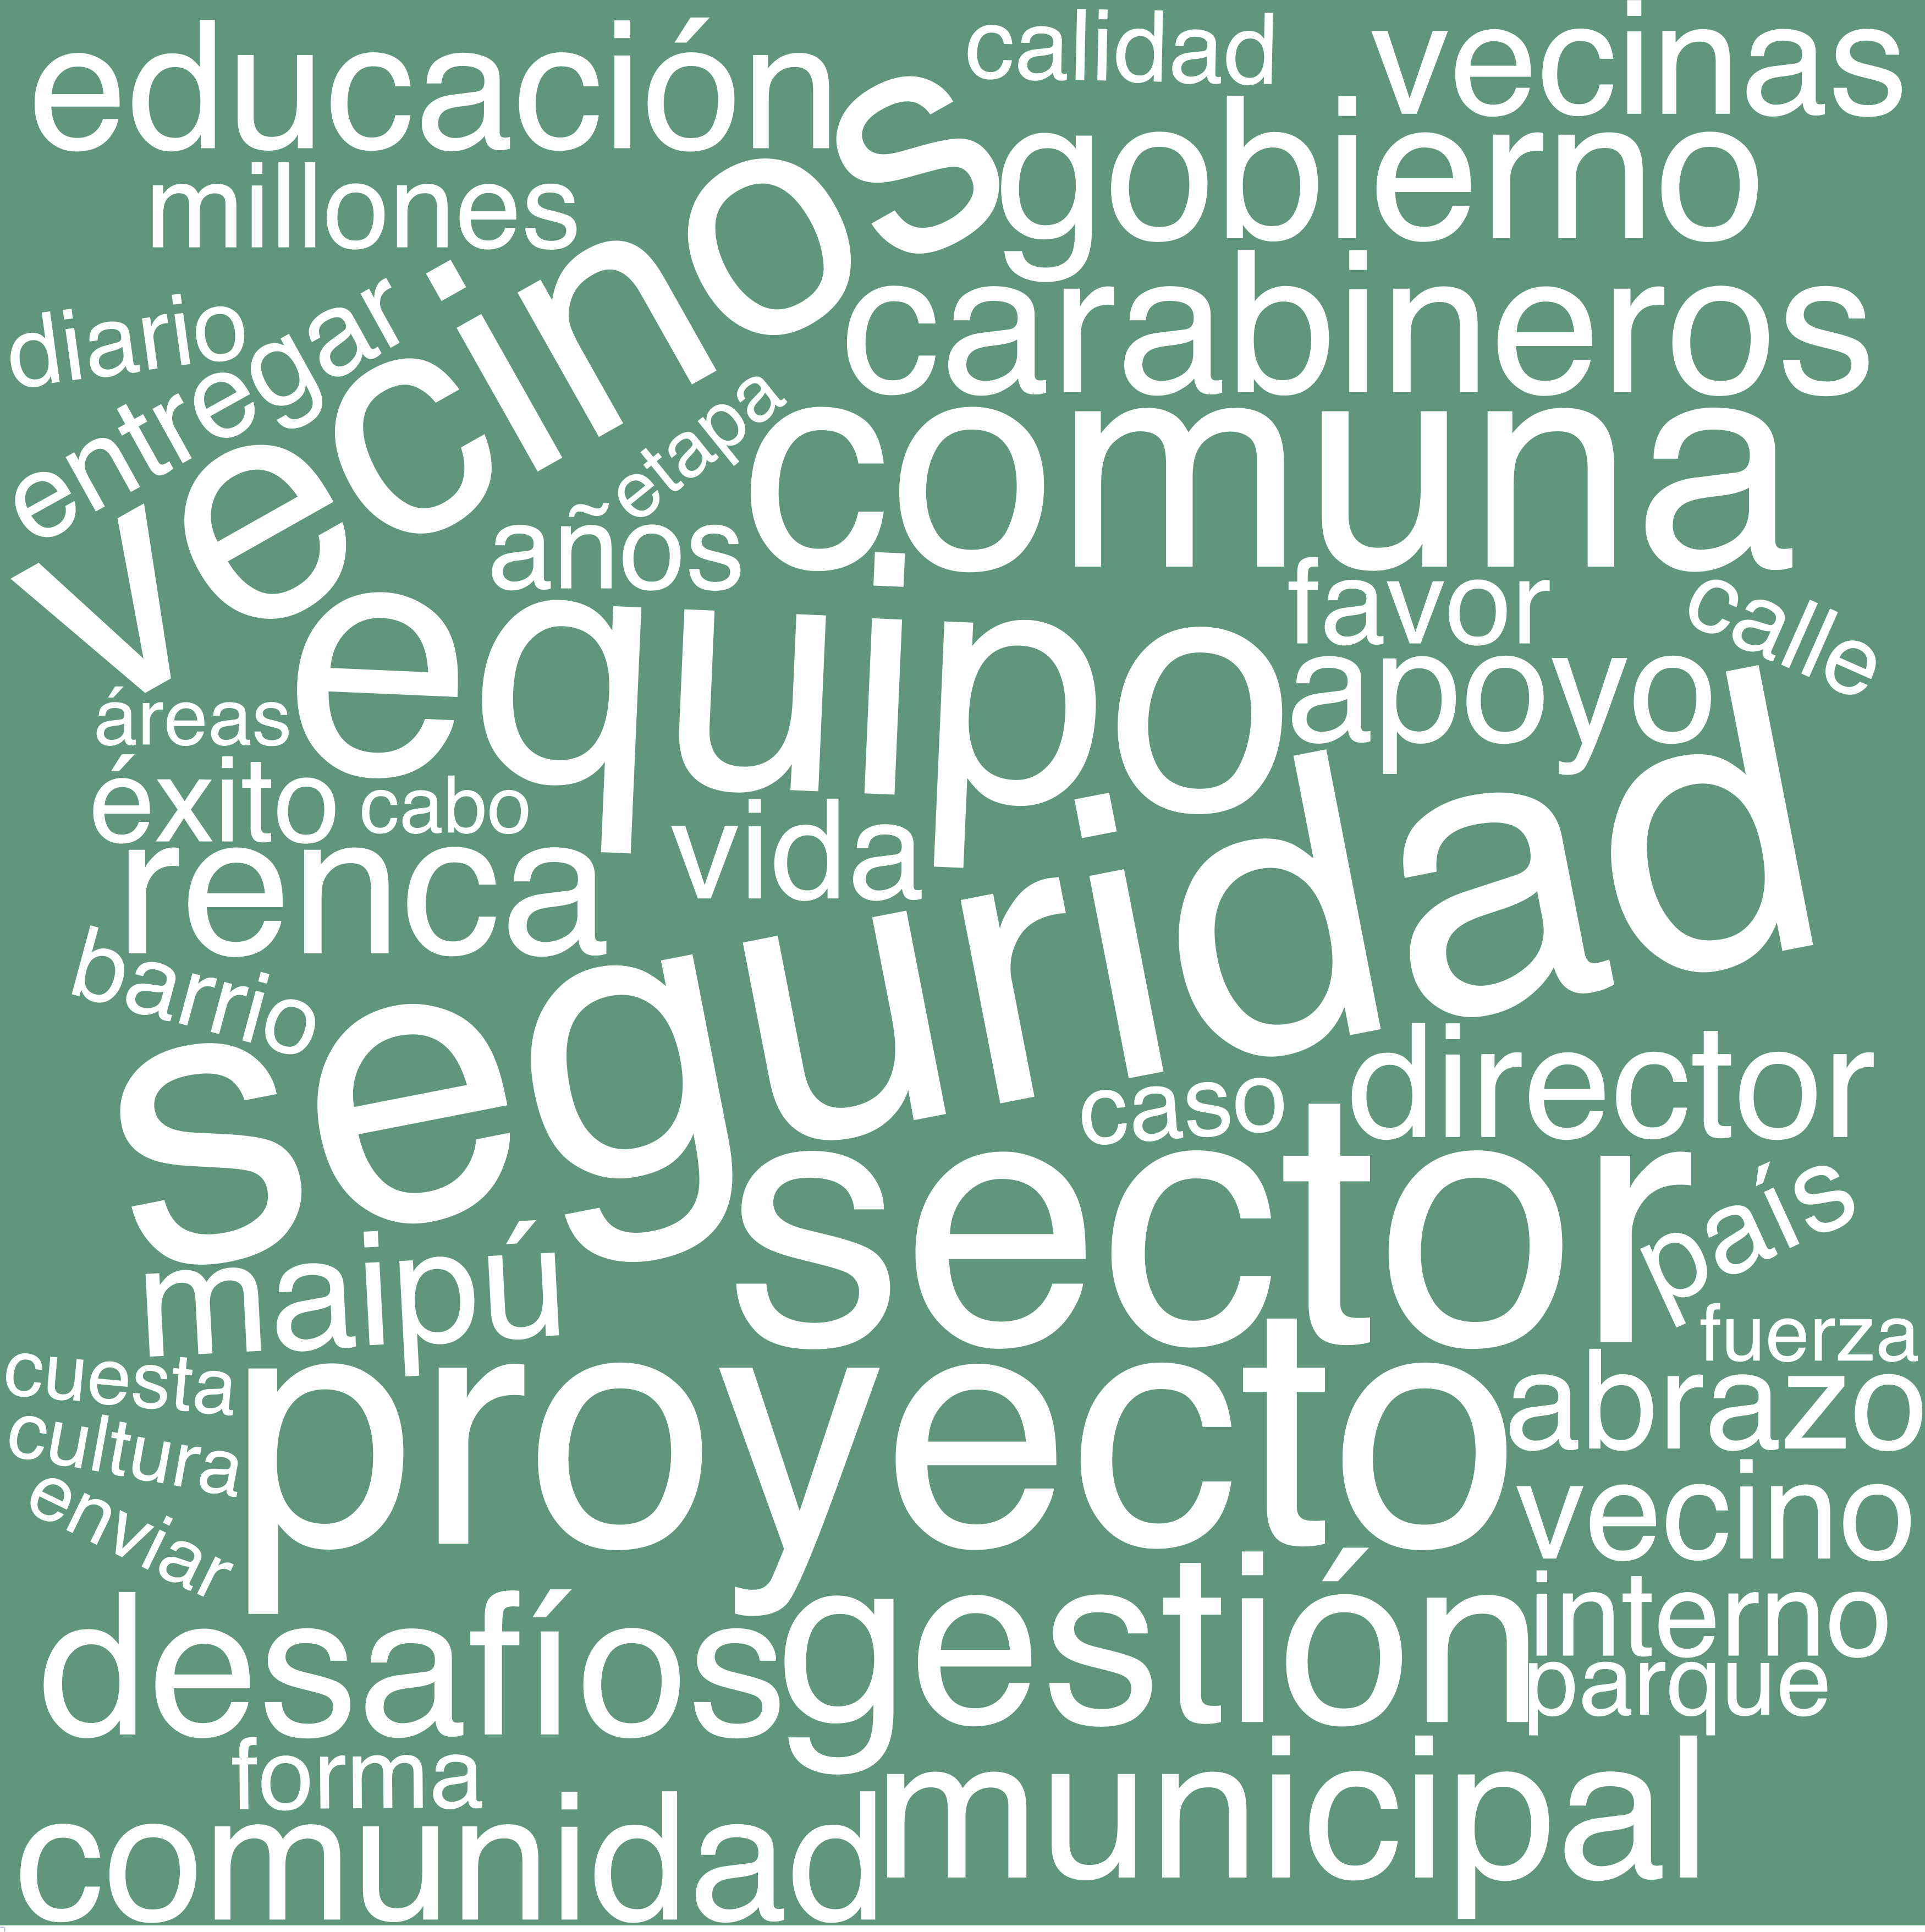 educación
calidad
vecinas
millones
vecinos
gobierno
diario
entregar
carabineros
etapa
comuna
años
favor
calle
equipo
apoyo
áreas
éxito
cabo
vida
renca
seguridad
barrio
director
caso
sector
país
maipú
fuerza
cuesta
proyecto
abrazo
cultura
vecino
enviar
desafíos
gestión
interno
parque
forma
comunidad
municipal